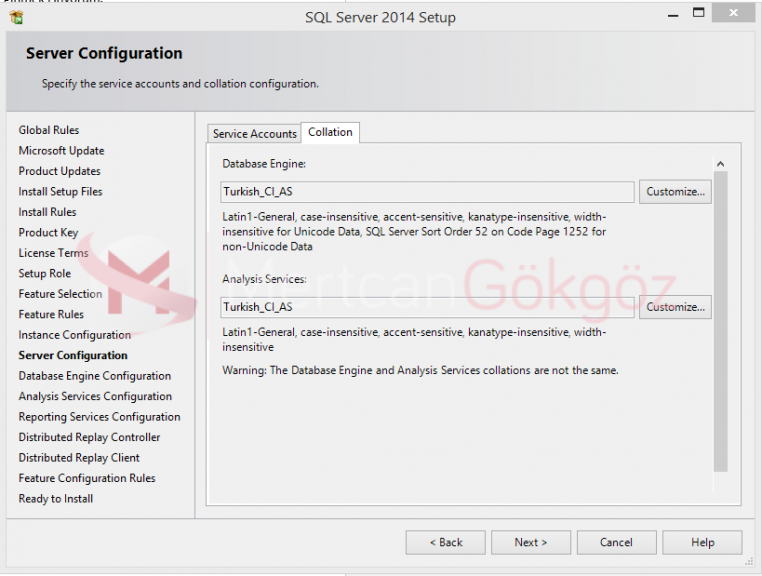 SQL Server 2014 Setup
Server Configuration
Specify the service accounts and collation configuration.
Global Rules
Microsoft Update
Product Updates
Install Setup Files
Install Rules
Product Key
License Terms
Setup Role
Feature Selection
Feature Rules
Instance Configuration
Server Configuration
Database Engine Configuration
Analysis Services Configuration
Reporting Services Configuration
Distributed Replay Controller
Distributed Replay Client
Feature Configuration Rules
Ready to Install
Service Accounts
Collation
Database Engine:
Turkish_CI_AS
Customize...
Latin1-General, case-insensitive, accent-sensitive, kanatype-insensitive, width-
insensitive for Unicode Data, SQL Server Sort Order 52 on Code Page 1252 for
non-Unicode Data
Analysis Services:
Turkish_CI_AS
Customize...
Latin1-General, case-insensitive, accent-sensitive, kanatype-insensitive, width-
insensitive
Warning: The Database Engine and Analysis Services collations are not the same.
MertcanGökgöz
< Back
Next >
Cancel
Help